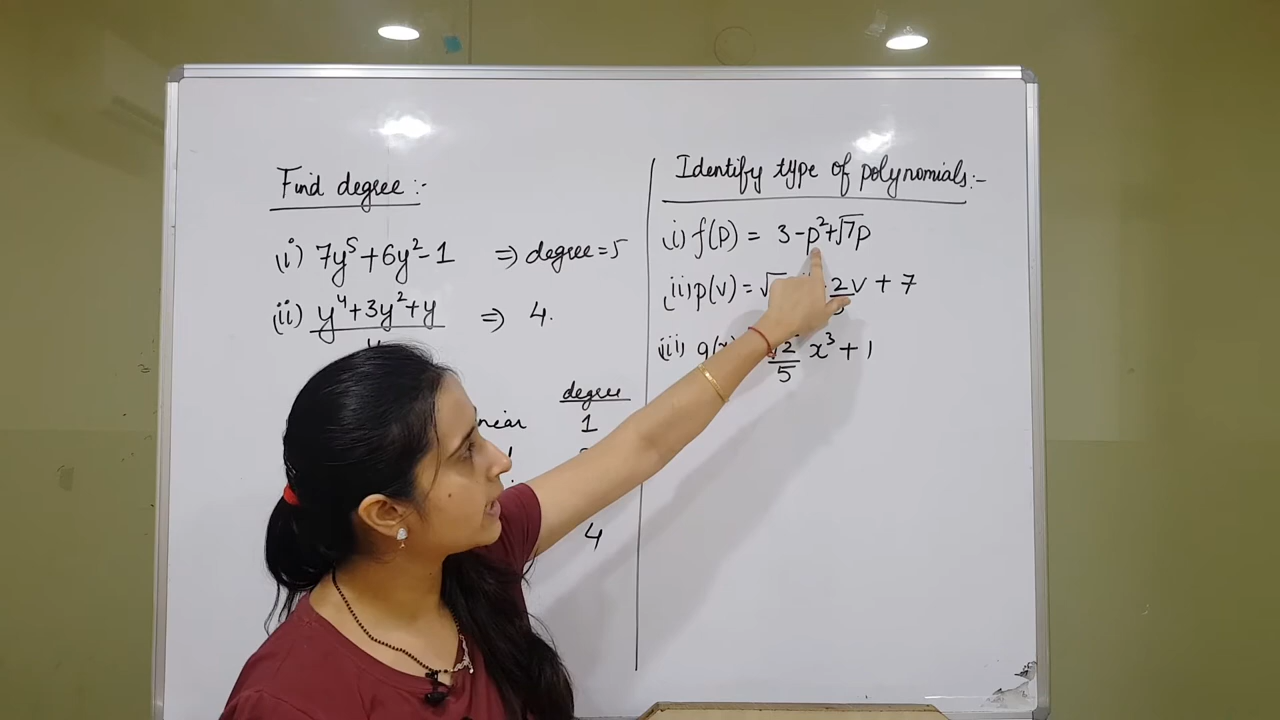 Find degree :-
(i) 7y⁵+6y²-1 ⇒ degree=5
(ii) y⁴+3y²+y ⇒ 4.
degree
1
4
Identify type of polynomials:-
(i) f(p) = 3-p²+√7p
(ii) p(v) = 2v + 7
(iii) √2/5 x³ + 1